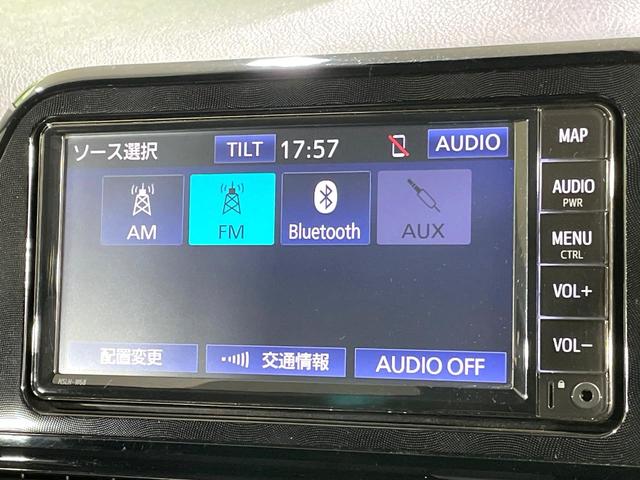 ソース選択 TILT 17:57 AUDIO
AM FM Bluetooth AUX
配置変更 交通情報 AUDIO OFF
MAP
AUDIO
PWR
MENU
CTRL
VOL+
VOL−